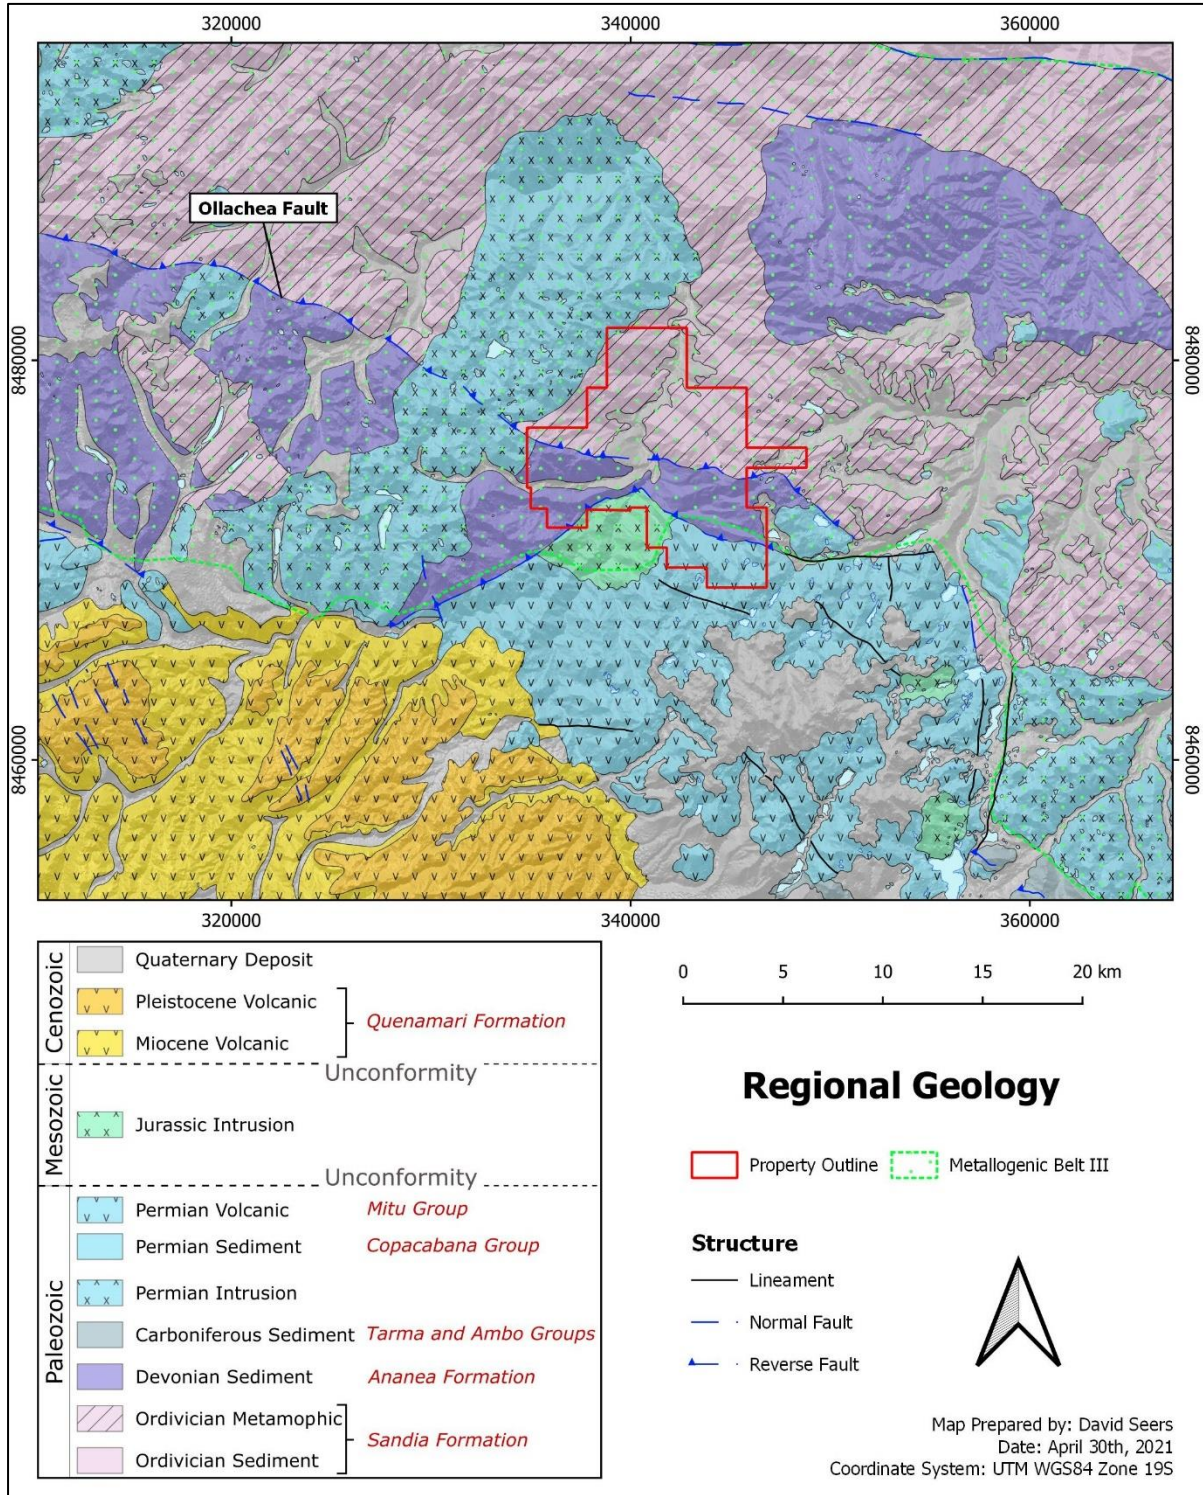 320000 340000 360000
Ollachea Fault
8480000 8480000
8460000 8460000
320000 340000 360000
Cenozoic
Quaternary Deposit
Pleistocene Volcanic
Quenamari Formation
Miocene Volcanic
Unconformity
Mesozoic
Jurassic Intrusion
Unconformity
Paleozoic
Permian Volcanic Mitu Group
Permian Sediment Copacabana Group
Permian Intrusion
Carboniferous Sediment Tarma and Ambo Groups
Devonian Sediment Ananea Formation
Ordivician Metamophic
Sandia Formation
Ordivician Sediment
0 5 10 15 20 km
Regional Geology
Property Outline Metallogenic Belt III
Structure
Lineament
Normal Fault
Reverse Fault
Map Prepared by: David Seers
Date: April 30th, 2021
Coordinate System: UTM WGS84 Zone 19S